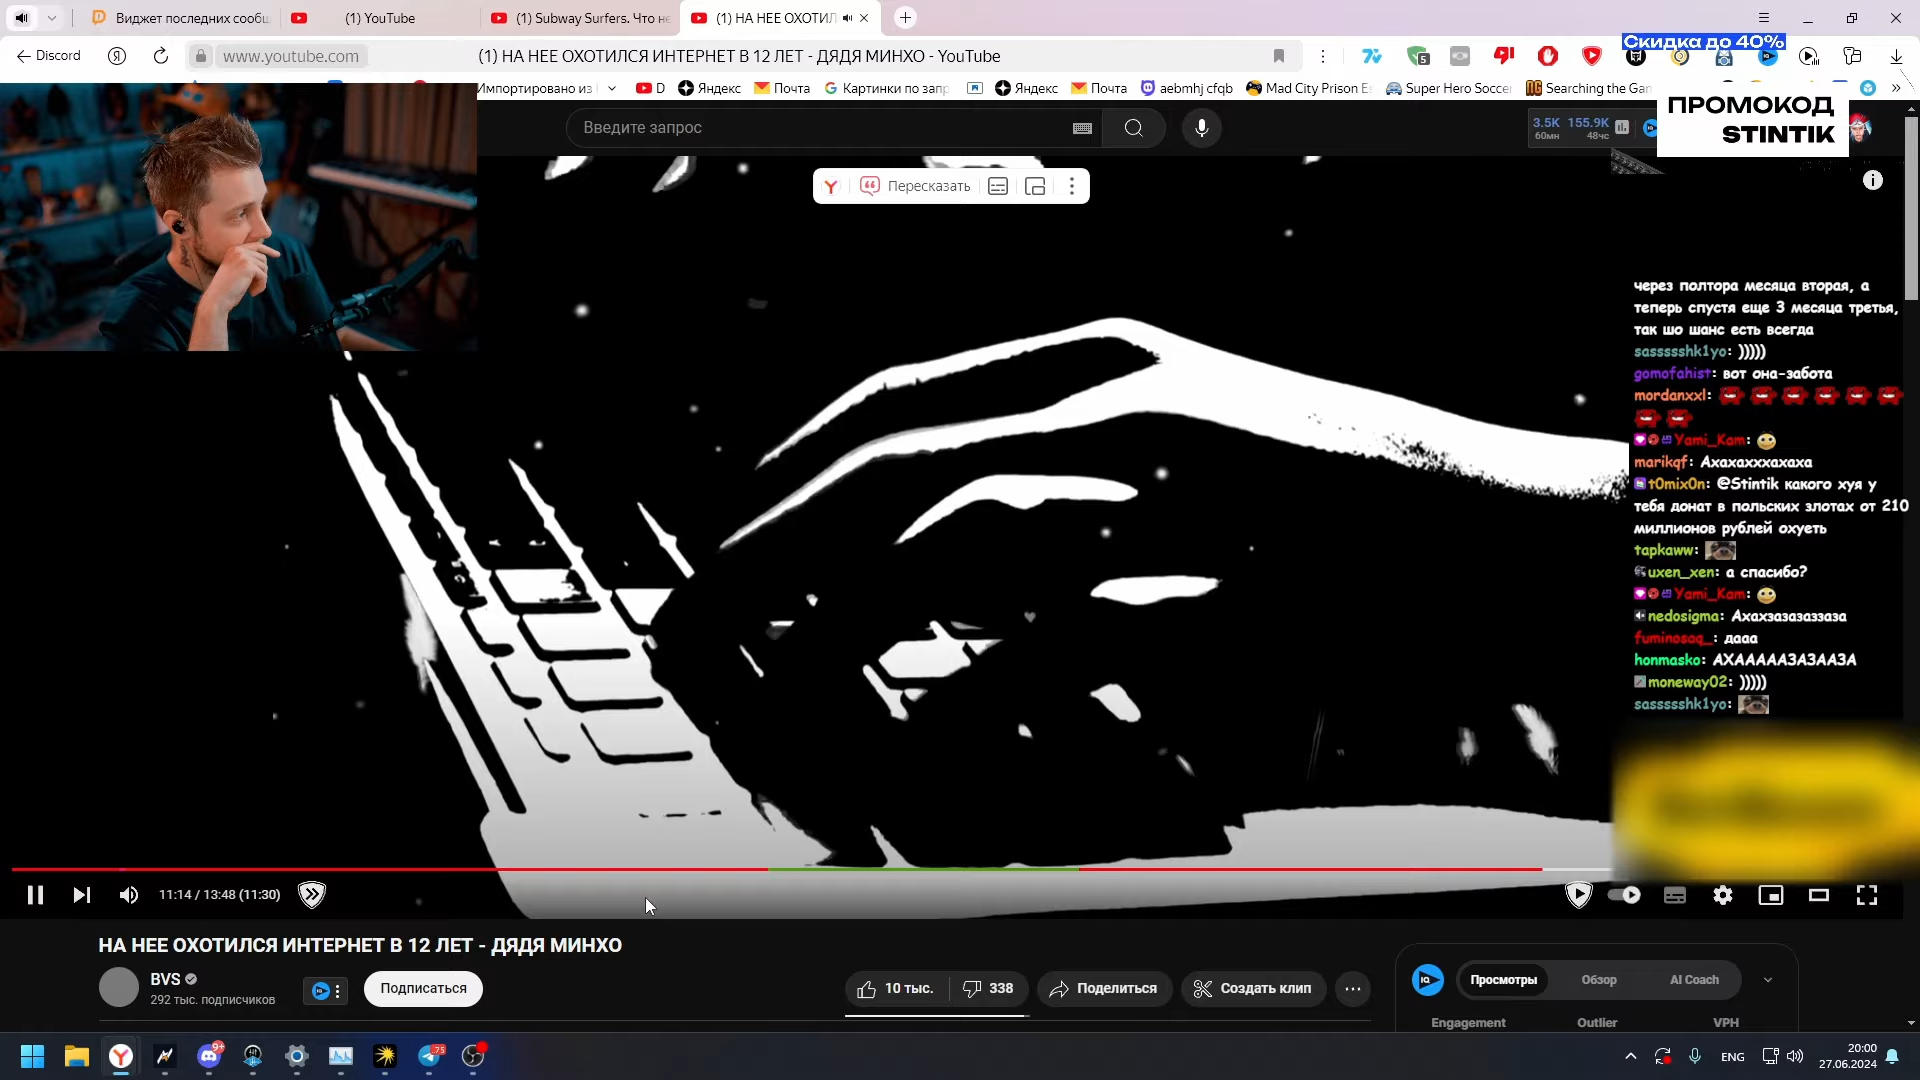 Виджет последних сообщ
(1) YouTube
(1) Subway Surfers. Что не
(1) НА НЕЕ ОХОТИЛ
Discord
www.youtube.com
(1) НА НЕЕ ОХОТИЛСЯ ИНТЕРНЕТ В 12 ЛЕТ - ДЯДЯ МИНХО - YouTube
Скидка до 40%
Импортировано из I
D
Яндекс
Почта
Картинки по запр
Яндекс
Почта
aebmhj cfqb
Mad City Prison E
Super Hero Soccer
Searching the Gar
ПРОМОКОД
STINTIK
Введите запрос
3.5K 155.9K
60мн 48чс
Пересказать
через полтора месяца вторая, а
теперь спустя еще 3 месяца третья,
так шо шанс есть всегда
sassssshk1yo: )))))
gomofahist: вот она-забота
mordanxxl:
Yami_Kam:
marikqf: Ахахахххахаха
t0mix0n: @Stintik какого хуя у
тебя донат в польских злотах от 210
миллионов рублей охуеть
tapkaww:
uxen_xen: а спасибо?
Yami_Kam:
nedosigma: Ахахзазазаззаза
fuminosaq_: дааа
honmasko: АХАААААЗАЗААЗА
moneway02: )))))
sassssshk1yo:
11:14 / 13:48 (11:30)
НА НЕЕ ОХОТИЛСЯ ИНТЕРНЕТ В 12 ЛЕТ - ДЯДЯ МИНХО
BVS
292 тыс. подписчиков
Подписаться
10 тыс.
338
Поделиться
Создать клип
Просмотры
Обзор
AI Coach
Engagement
Outlier
VPH
9+
75
ENG
20:00
27.06.2024